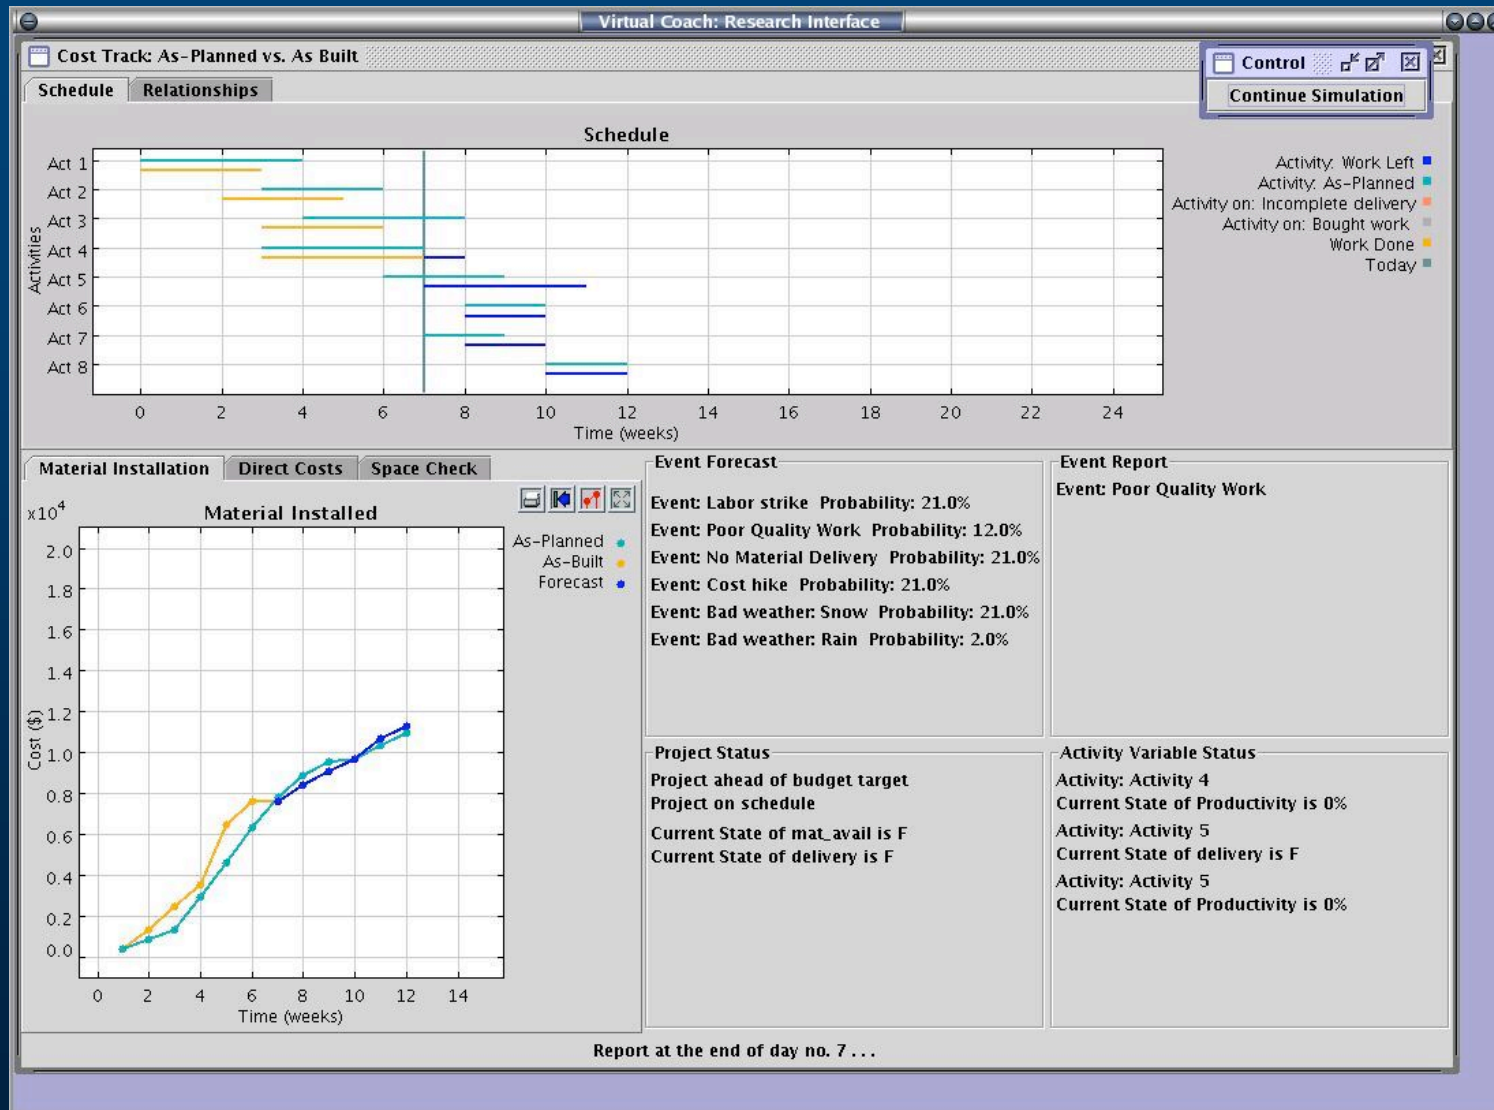 Virtual Coach: Research Interface
Cost Track: As-Planned vs. As Built
Control
Continue Simulation
Schedule Relationships
Schedule
Act 1
Act 2
Act 3
Act 4
Act 5
Act 6
Act 7
Act 8
Activities
0 2 4 6 8 10 12 14 16 18 20 22 24
Time (weeks)
Activity: Work Left
Activity: As-Planned
Activity on: Incomplete delivery
Activity on: Bought work
Work Done
Today
Material Installation Direct Costs Space Check
x10^4
Material Installed
As-Planned
As-Built
Forecast
2.0
1.8
1.6
1.4
1.2
1.0
0.8
0.6
0.4
0.2
0.0
Cost ($)
0 2 4 6 8 10 12 14
Time (weeks)
Event Forecast
Event: Labor strike Probability: 21.0%
Event: Poor Quality Work Probability: 12.0%
Event: No Material Delivery Probability: 21.0%
Event: Cost hike Probability: 21.0%
Event: Bad weather: Snow Probability: 21.0%
Event: Bad weather: Rain Probability: 2.0%
Event Report
Event: Poor Quality Work
Project Status
Project ahead of budget target
Project on schedule
Current State of mat_avail is F
Current State of delivery is F
Activity Variable Status
Activity: Activity 4
Current State of Productivity is 0%
Activity: Activity 5
Current State of delivery is F
Activity: Activity 5
Current State of Productivity is 0%
Report at the end of day no. 7 . . .